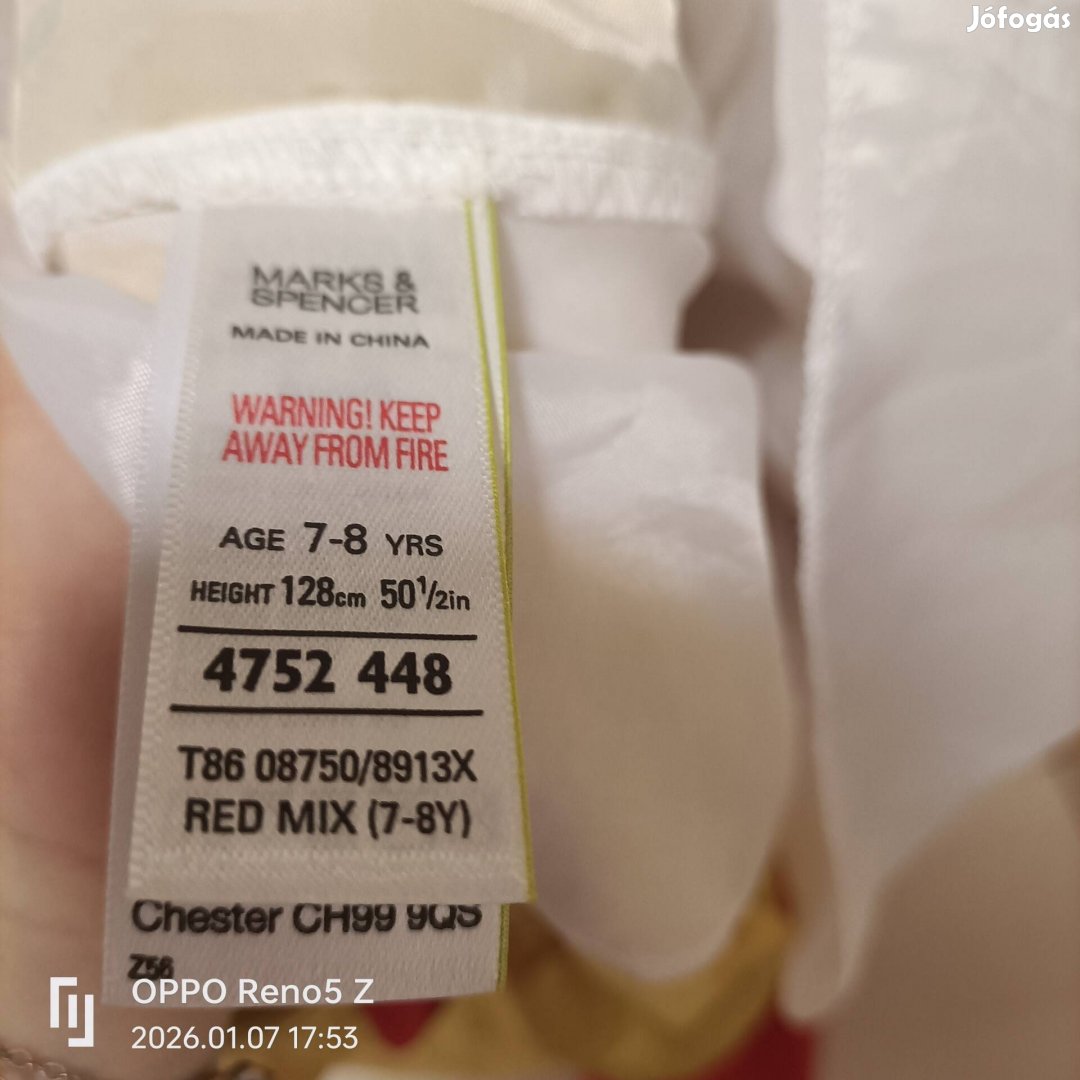 Jófogás
MARKS &
SPENCER
MADE IN CHINA
WARNING! KEEP
AWAY FROM FIRE
AGE 7-8 YRS
HEIGHT 128cm 50½in
4752 448
T86 08750/8913X
RED MIX (7-8Y)
Chester CH99 9QS
Z56
OPPO Reno5 Z
2026.01.07 17:53